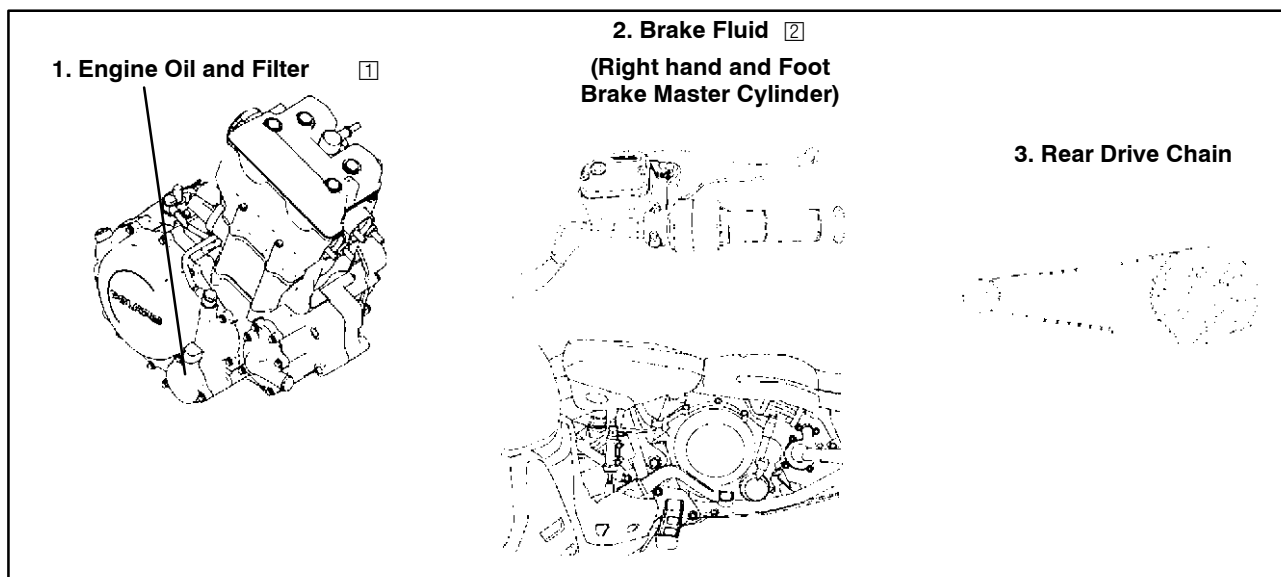 1. Engine Oil and Filter 1
2. Brake Fluid 2
(Right hand and Foot
Brake Master Cylinder)
3. Rear Drive Chain